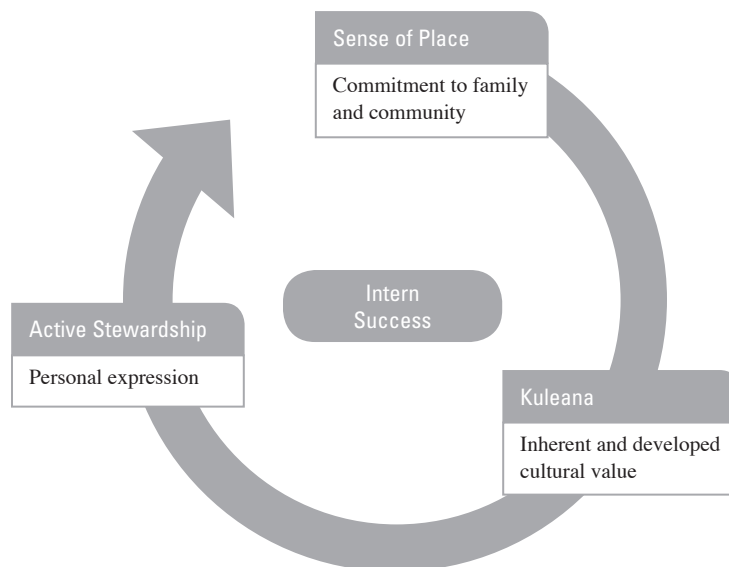 Sense of Place
Commitment to family
and community
Intern
Success
Active Stewardship
Personal expression
Kuleana
Inherent and developed
cultural value